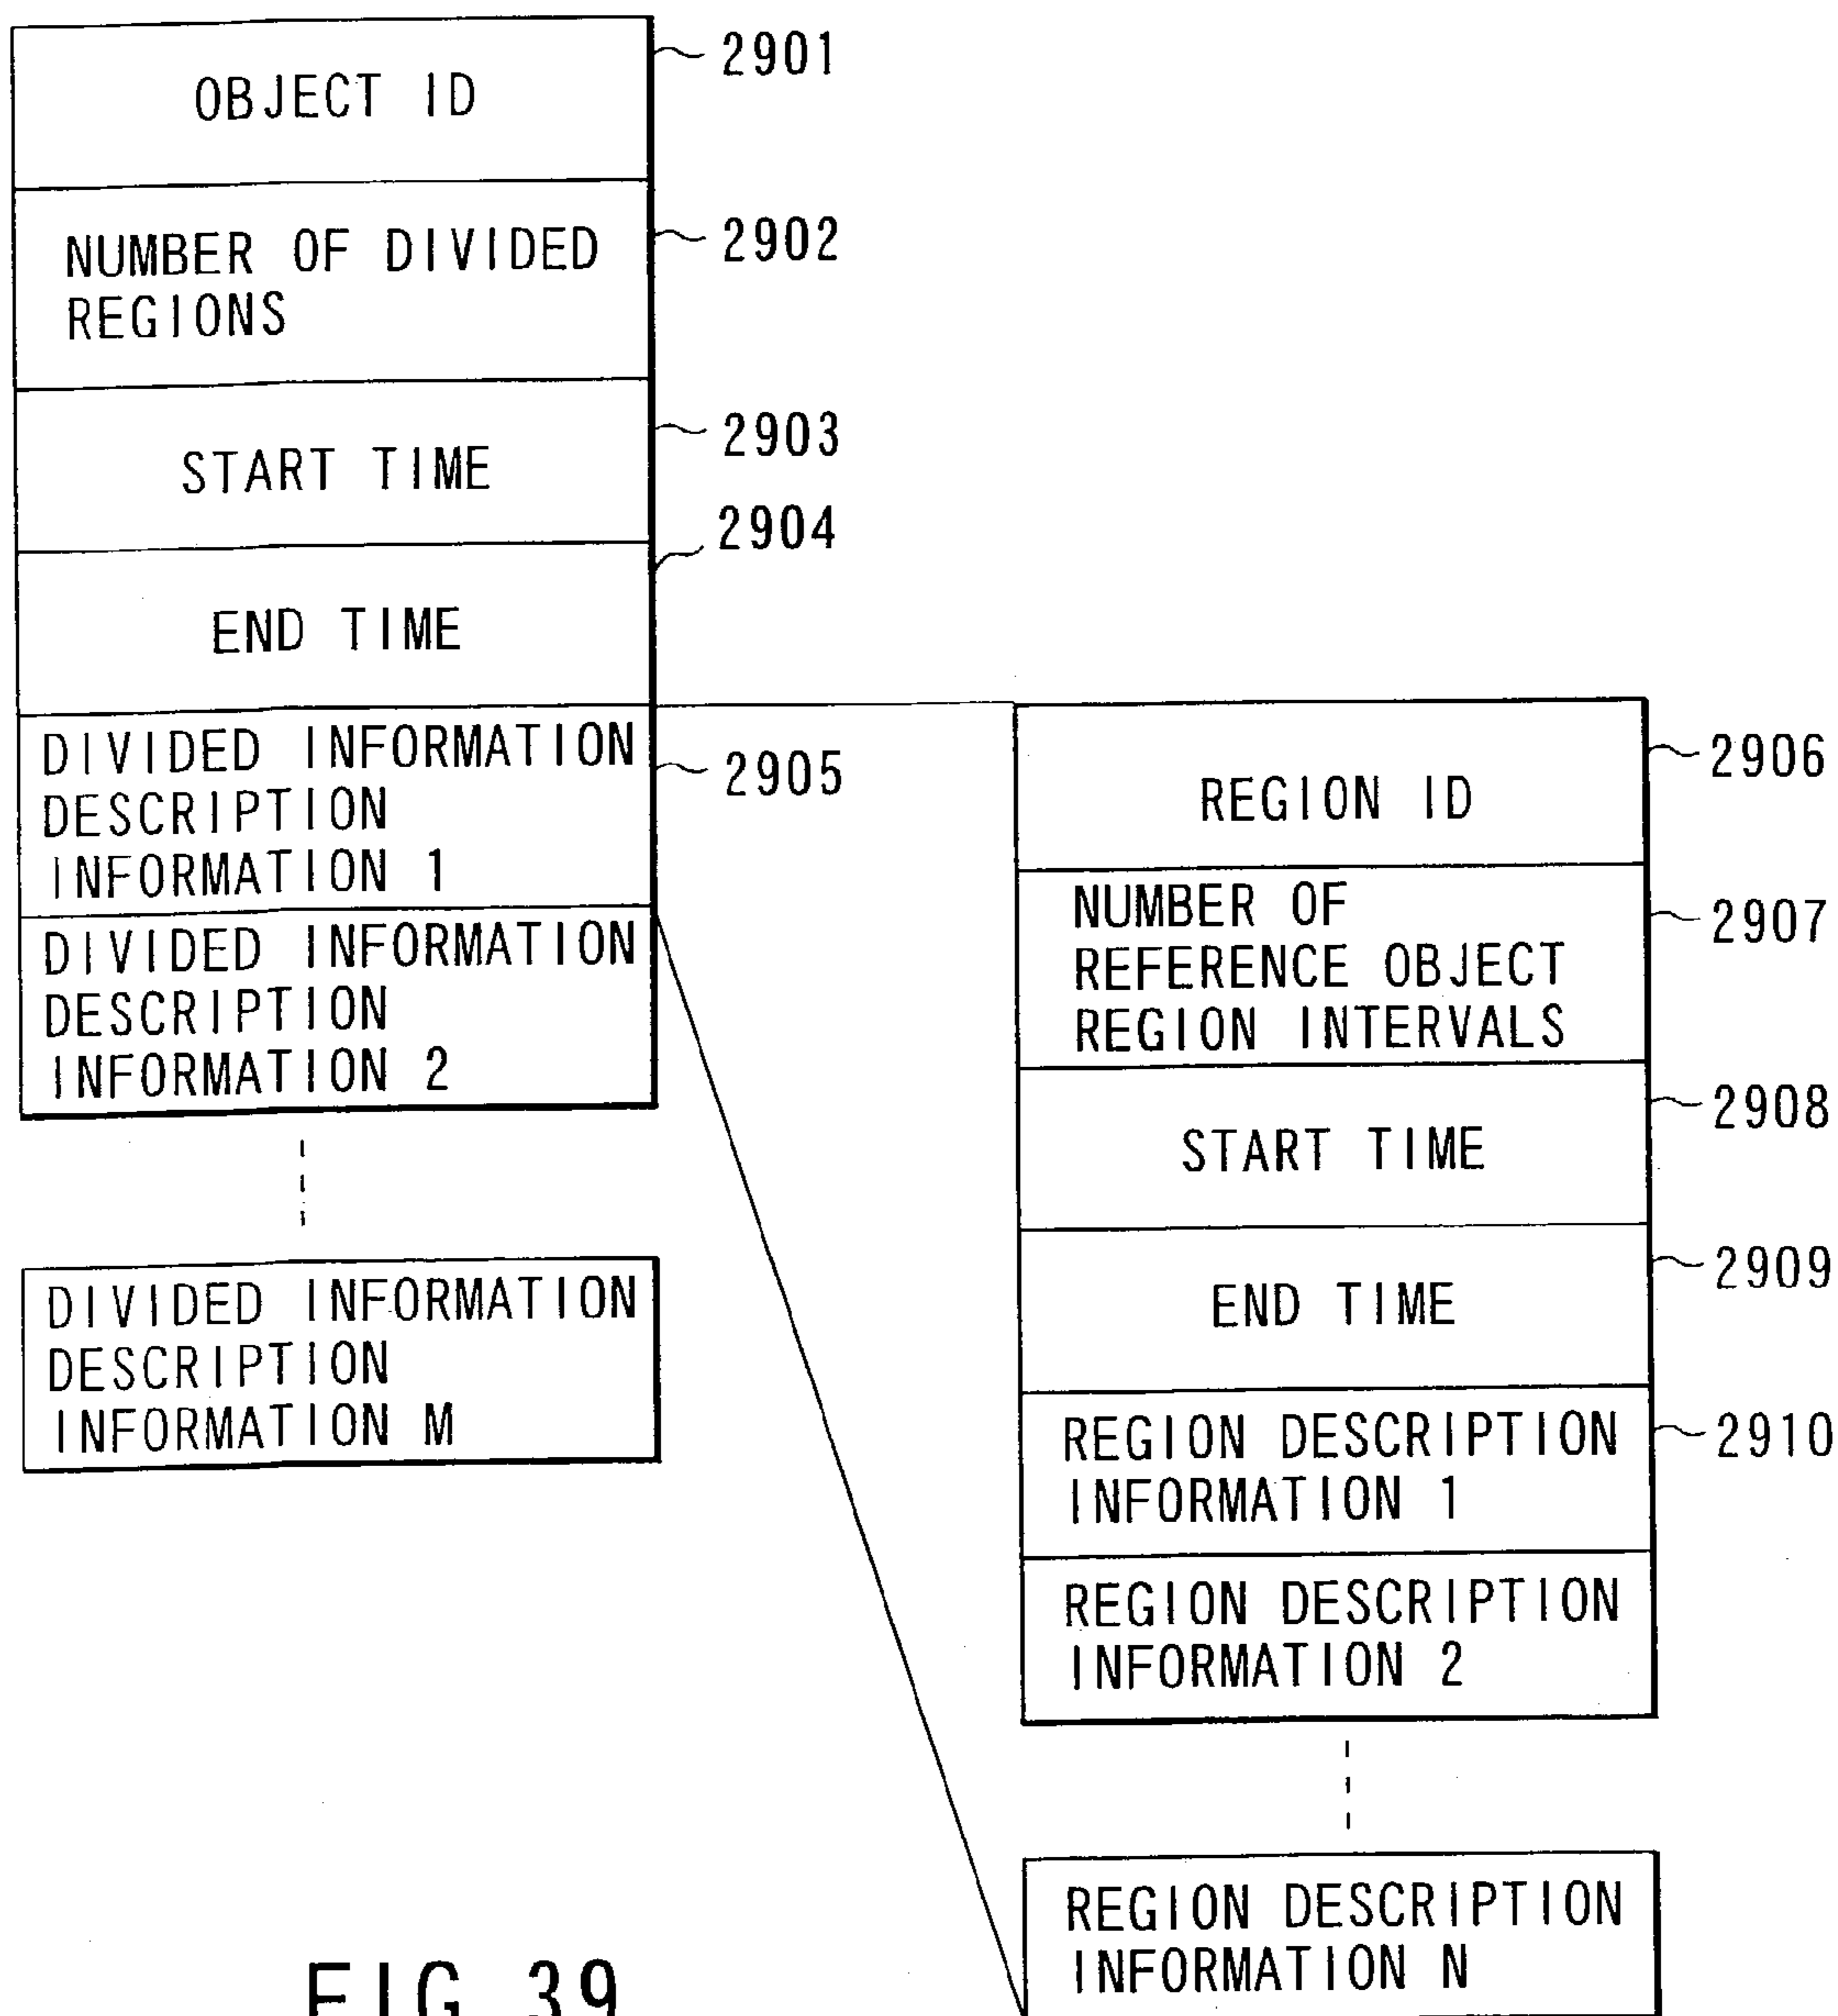 OBJECT ID
2901
NUMBER OF DIVIDED
REGIONS
2902
START TIME
2903
END TIME
2904
DIVIDED INFORMATION
DESCRIPTION
INFORMATION 1
2905
DIVIDED INFORMATION
DESCRIPTION
INFORMATION 2
DIVIDED INFORMATION
DESCRIPTION
INFORMATION M
REGION ID
2906
NUMBER OF
REFERENCE OBJECT
REGION INTERVALS
2907
START TIME
2908
END TIME
2909
REGION DESCRIPTION
INFORMATION 1
2910
REGION DESCRIPTION
INFORMATION 2
REGION DESCRIPTION
INFORMATION N
FIG. 39